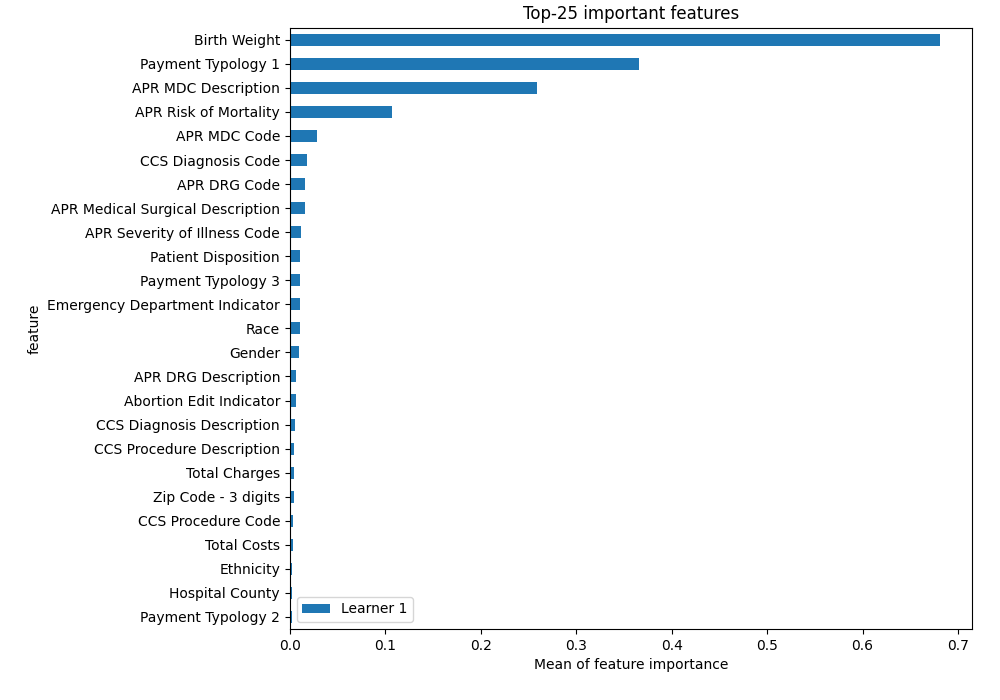 Top-25 important features
Birth Weight
Payment Typology 1
APR MDC Description
APR Risk of Mortality
APR MDC Code
CCS Diagnosis Code
APR DRG Code
APR Medical Surgical Description
APR Severity of Illness Code
Patient Disposition
Payment Typology 3
Emergency Department Indicator
Race
Gender
APR DRG Description
Abortion Edit Indicator
CCS Diagnosis Description
CCS Procedure Description
Total Charges
Zip Code - 3 digits
CCS Procedure Code
Total Costs
Ethnicity
Hospital County
Payment Typology 2
feature
Learner 1
0.0 0.1 0.2 0.3 0.4 0.5 0.6 0.7
Mean of feature importance